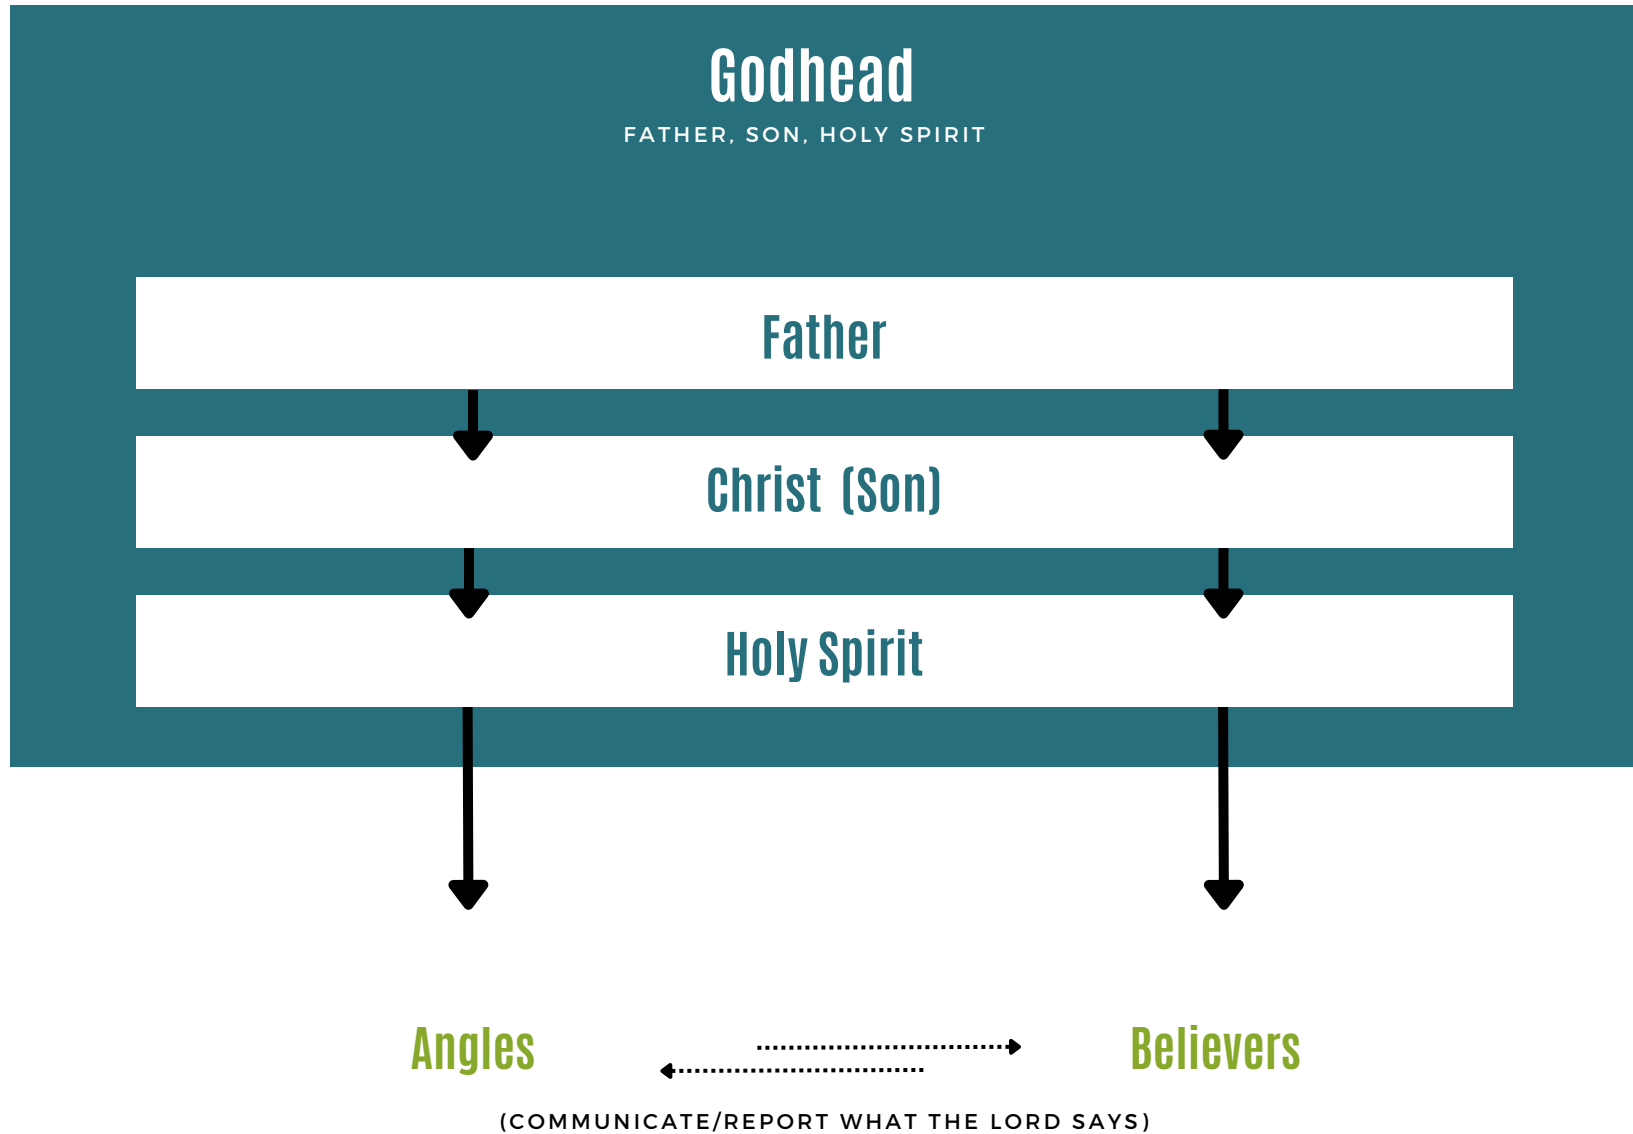 Godhead
FATHER, SON, HOLY SPIRIT
Father
Christ (Son)
Holy Spirit
Angles
Believers
(COMMUNICATE/REPORT WHAT THE LORD SAYS)